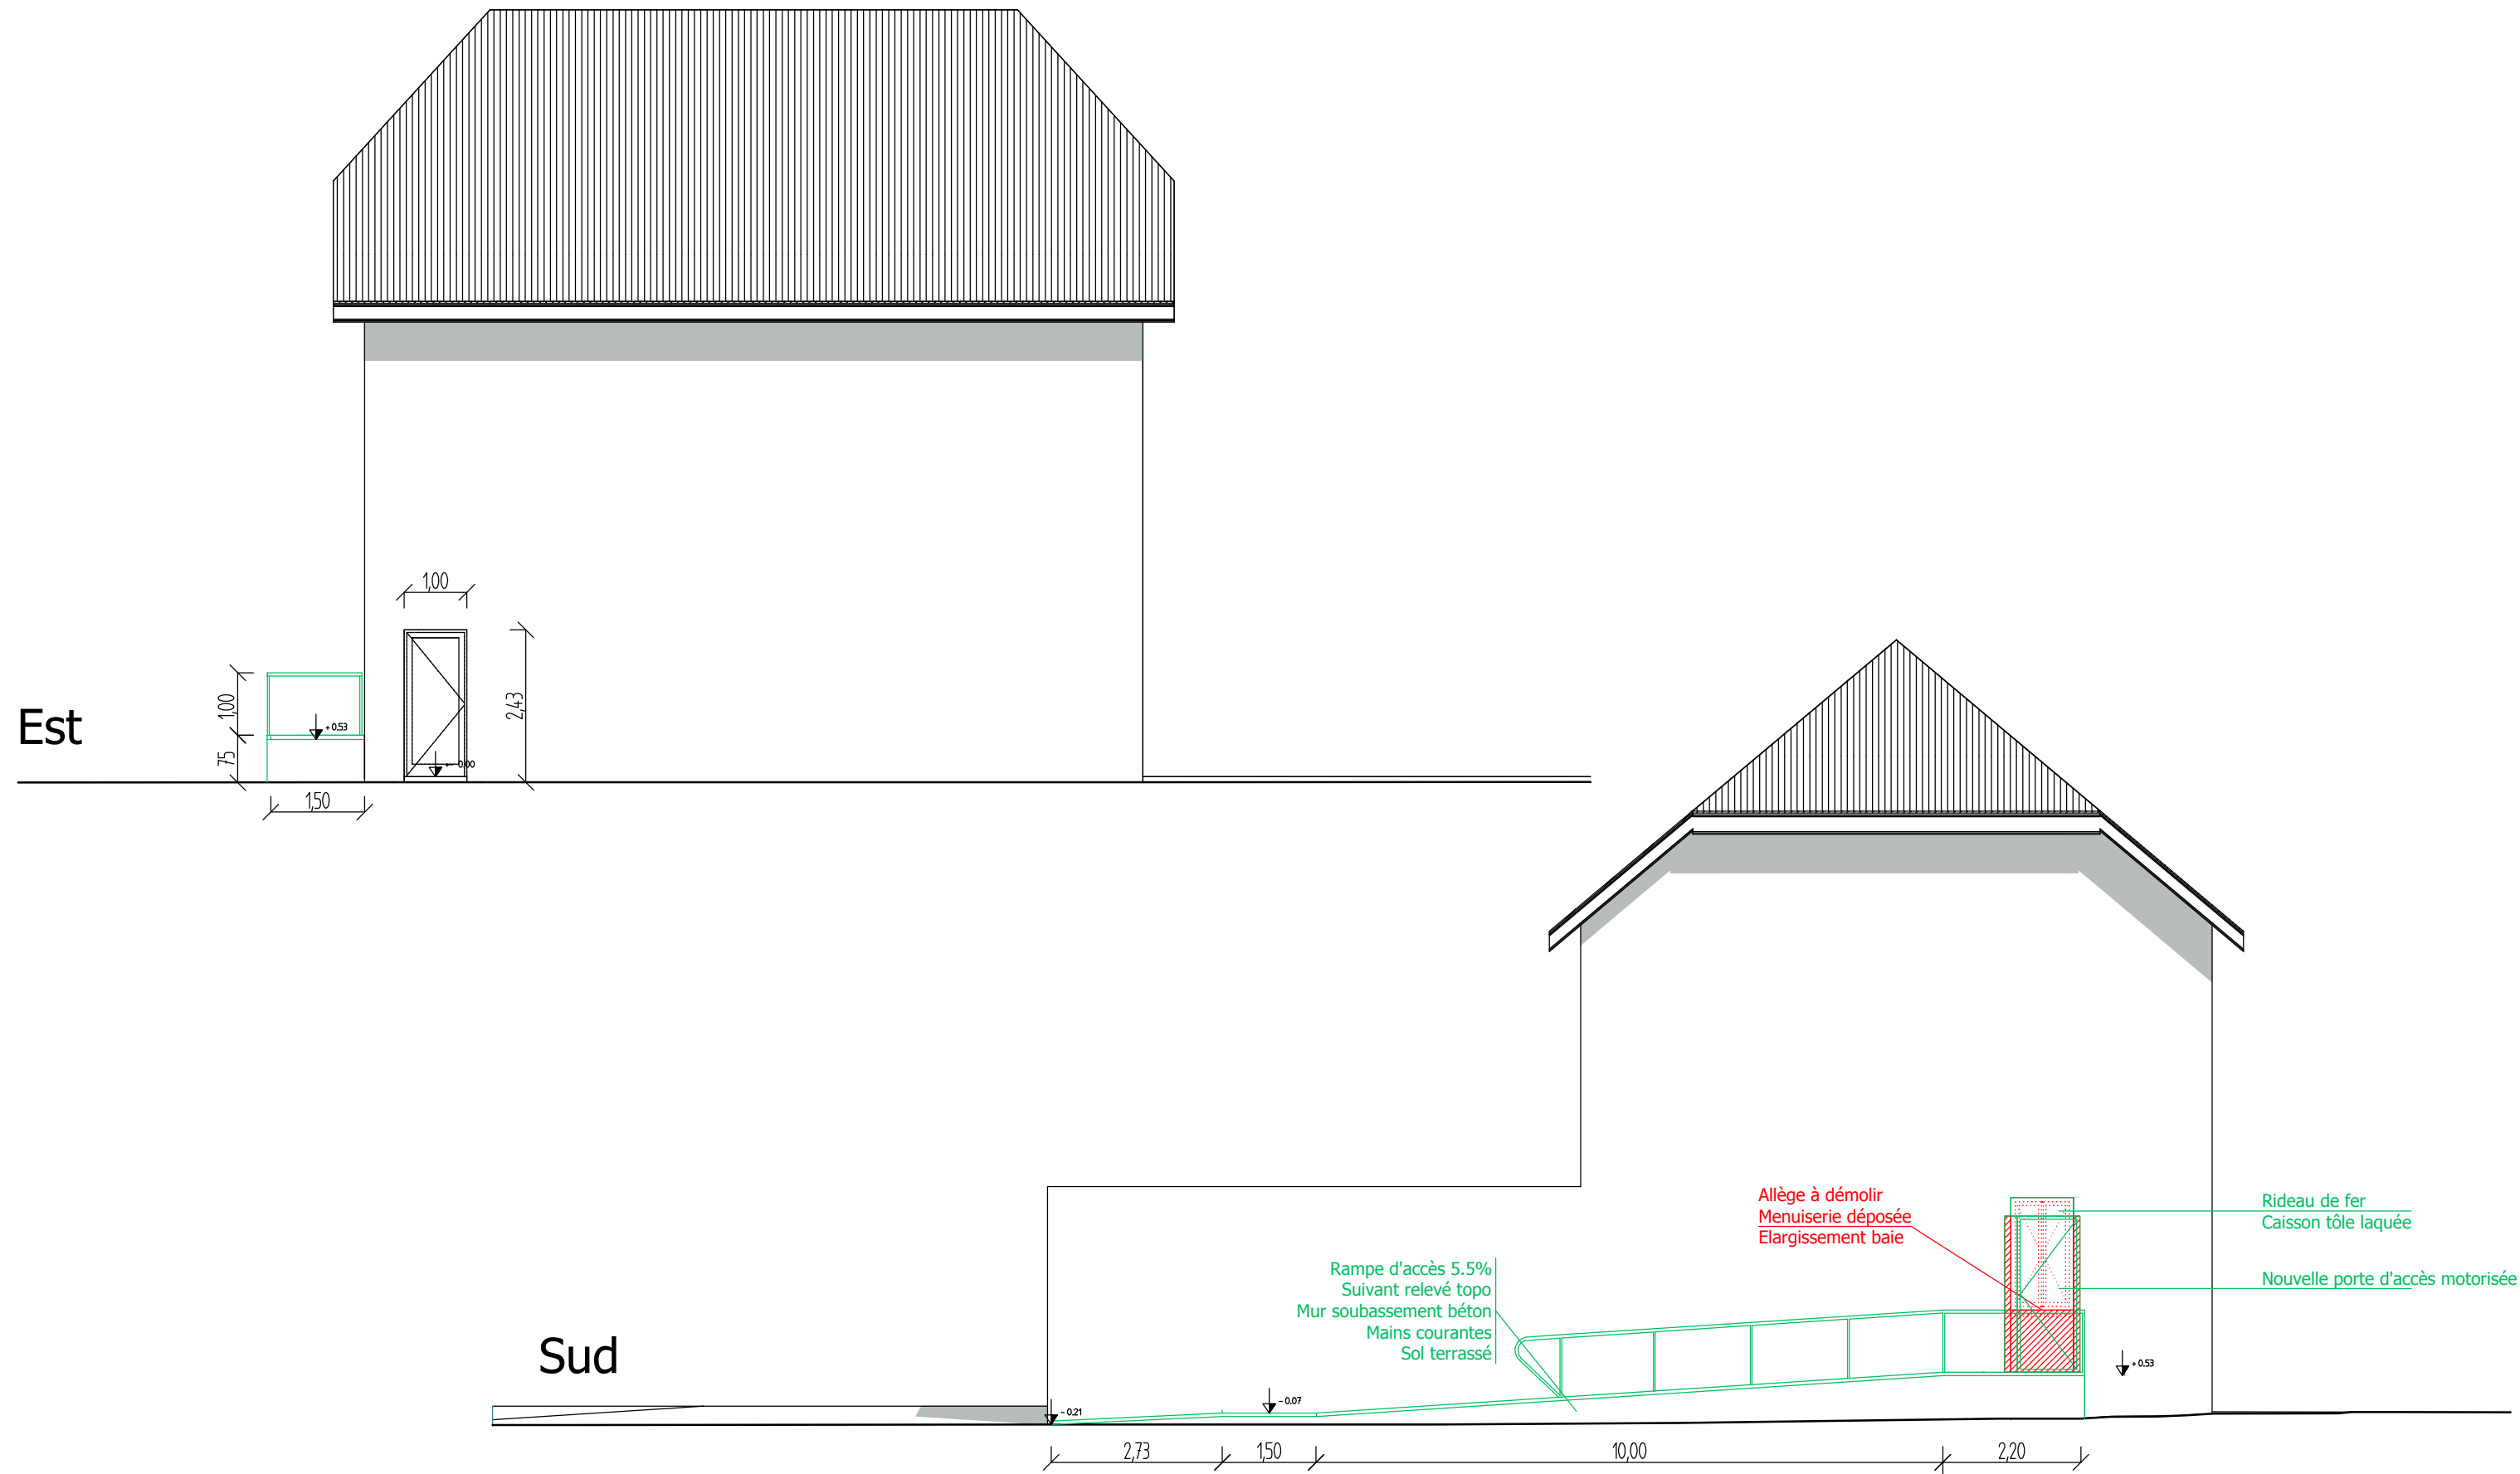 1,00
2,43
Est
1,00
+ 0.53
75
+- 0.00
1,50
Allège à démolir
Menuiserie déposée
Elargissement baie
Rideau de fer
Caisson tôle laquée
Nouvelle porte d'accès motorisée
Rampe d'accès 5.5%
Suivant relevé topo
Mur soubassement béton
Mains courantes
Sol terrassé
Sud
+ 0.53
- 0.07
- 0.21
2,73
1,50
10,00
2,20